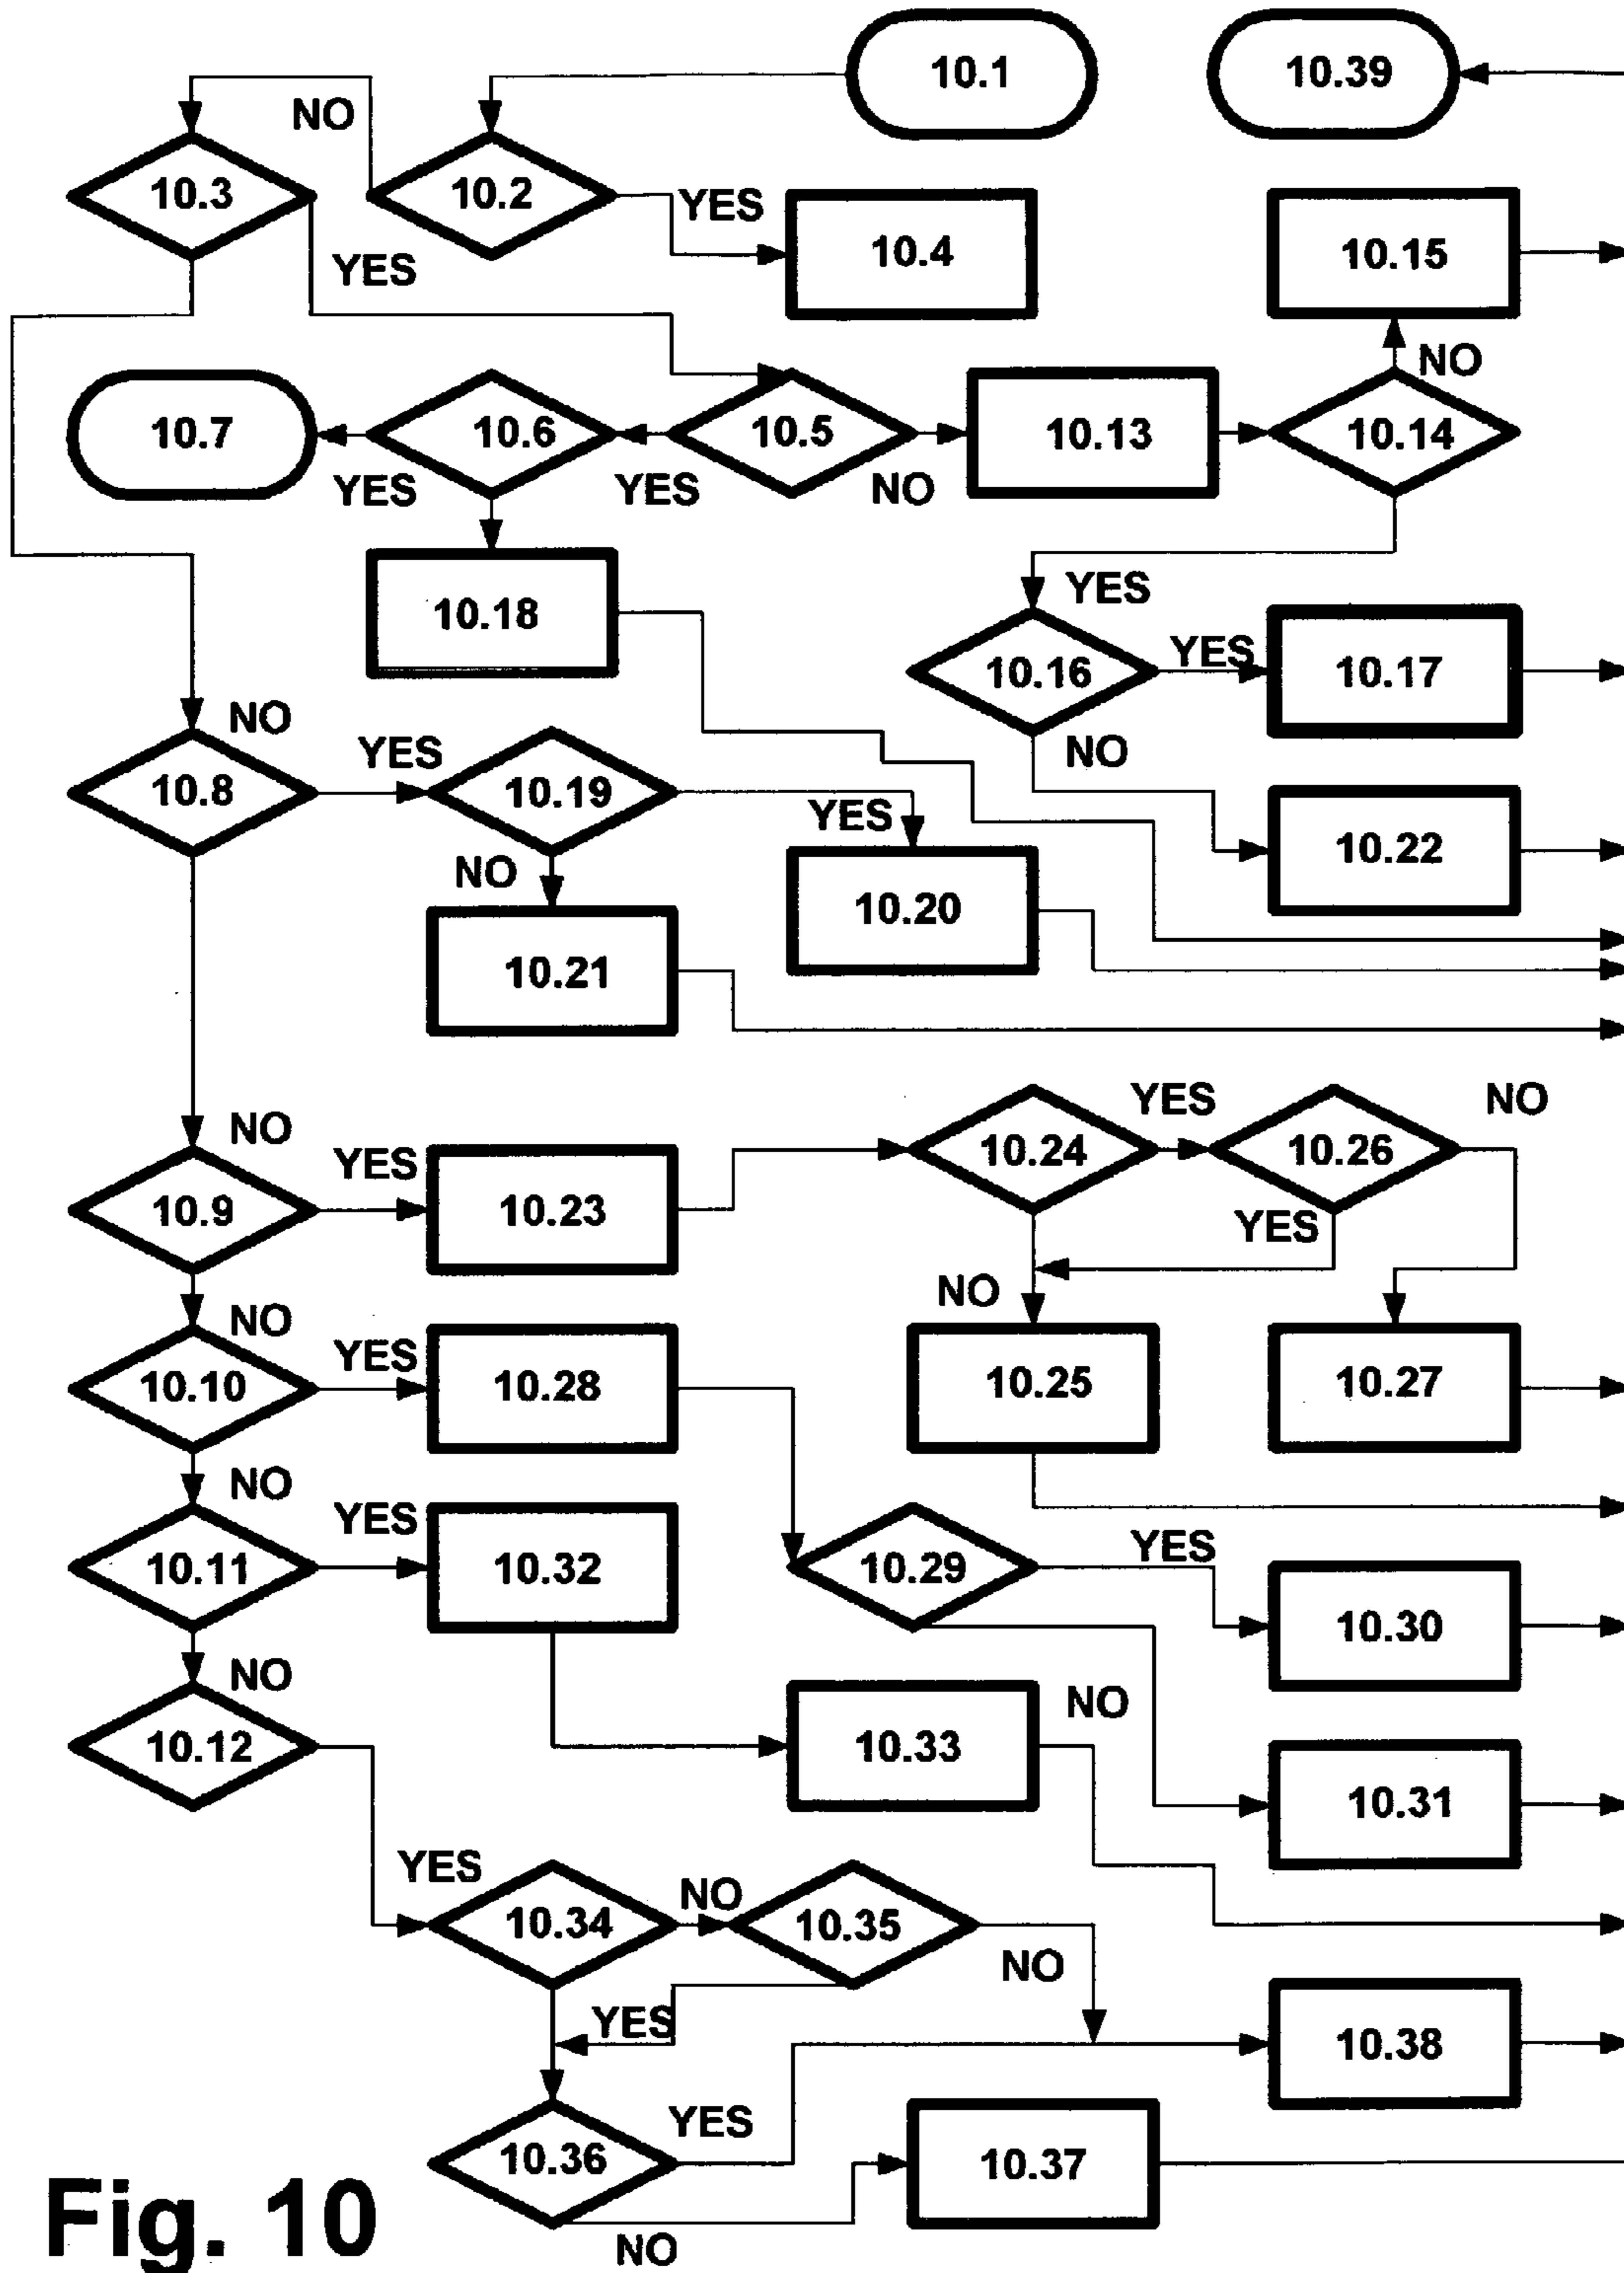 10.1
10.39
NO
10.3
10.2
YES
10.4
10.15
YES
NO
10.7
10.6
10.5
10.13
10.14
YES
YES
NO
YES
10.18
10.16
YES
10.17
NO
YES
NO
10.8
10.19
YES
10.22
NO
10.20
10.21
NO
YES
10.24
YES
10.26
NO
10.9
10.23
YES
NO
NO
YES
10.10
10.28
10.25
10.27
NO
YES
10.11
10.32
10.29
YES
10.30
NO
NO
10.12
10.33
10.31
YES
10.34
NO
10.35
NO
YES
10.38
YES
10.36
10.37
NO
Fig. 10